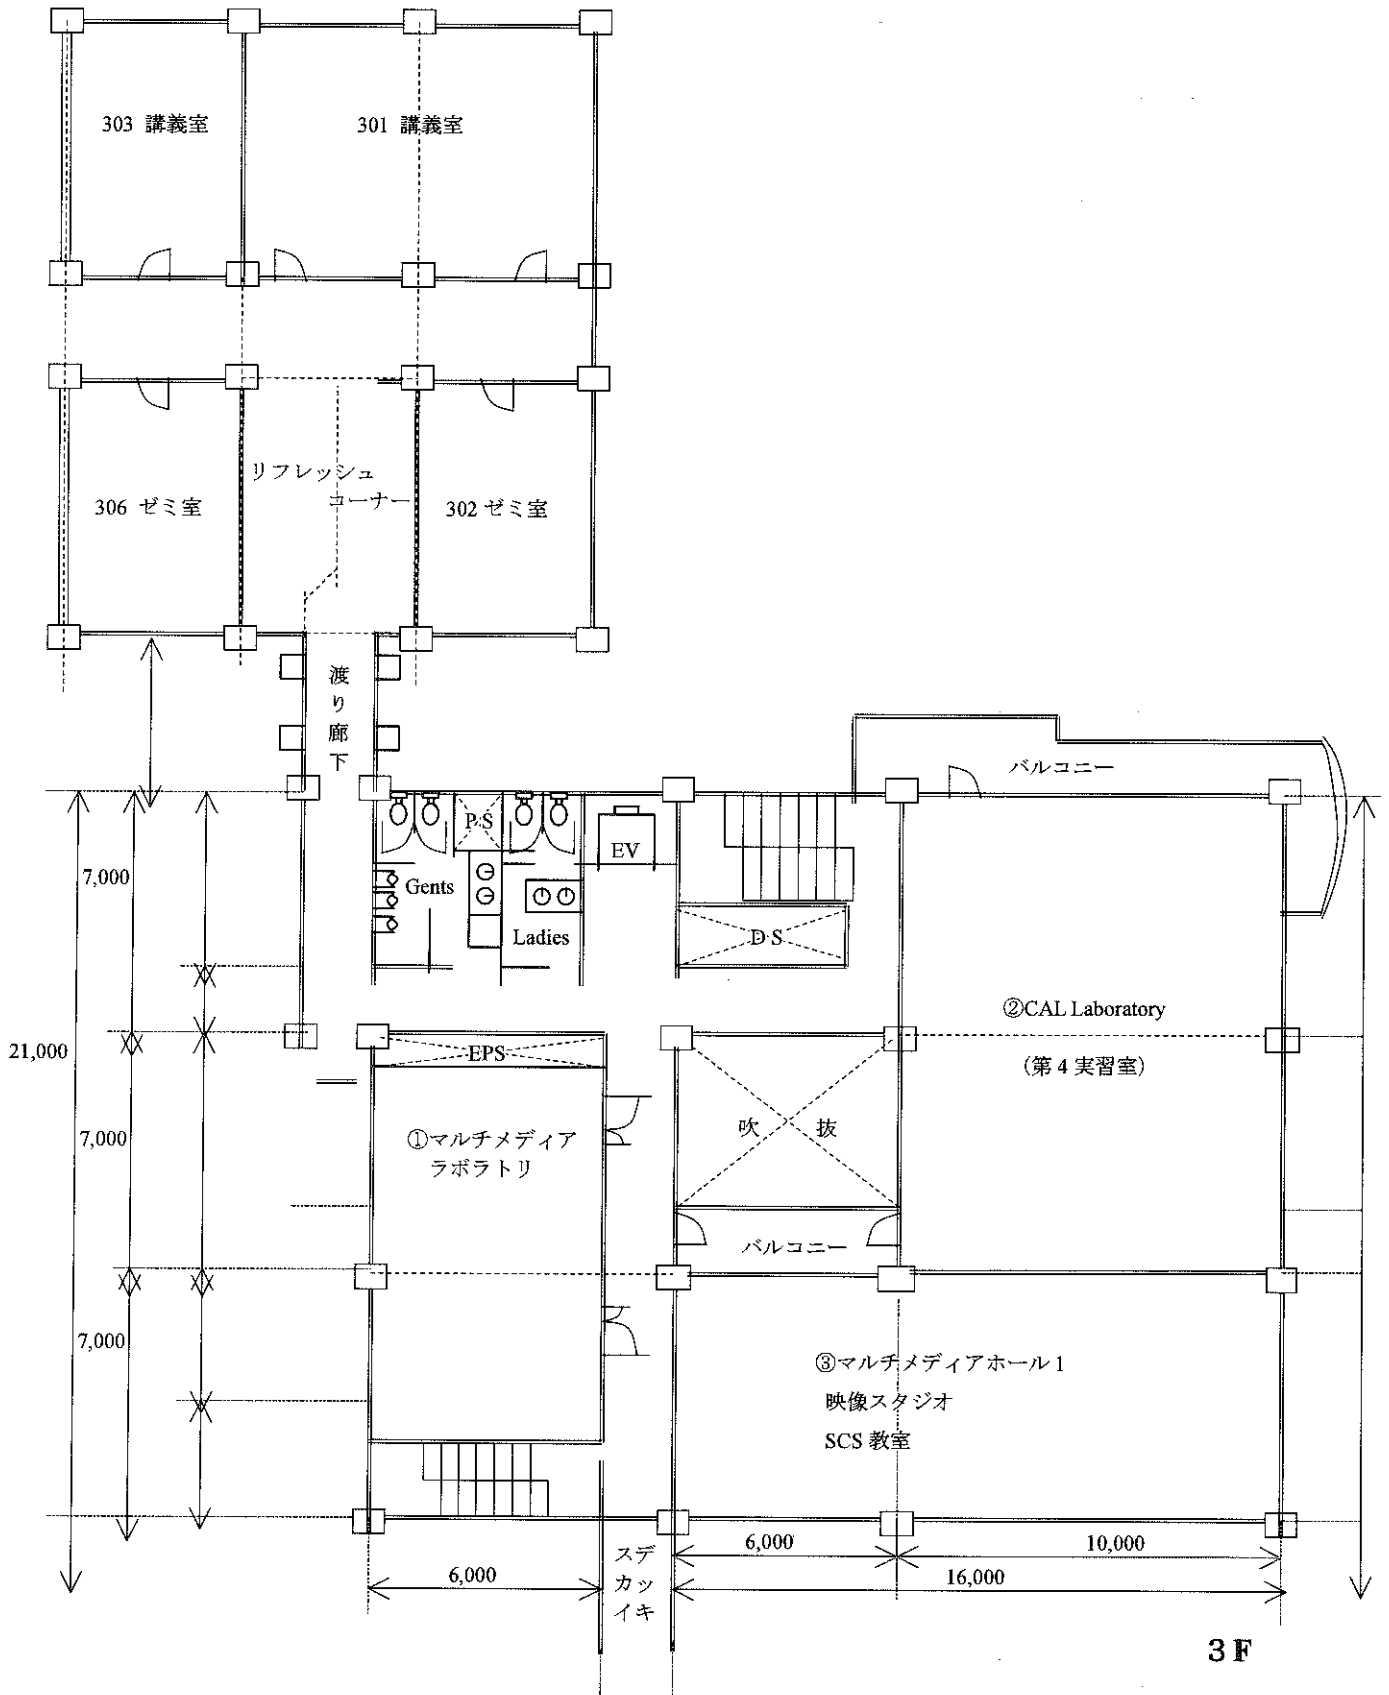 303 講義室
301 講義室
リフレッシュ
コーナー
306 ゼミ室
302 ゼミ室
渡り廊下
バルコニー
PS
EV
7,000
Gents
Ladies
DS
②CAL Laboratory
(第4実習室)
21,000
EPS
7,000
①マルチメディア
ラボラトリ
吹 抜
バルコニー
7,000
③マルチメディアホール1
映像スタジオ
SCS 教室
6,000
10,000
6,000
16,000
スカイ
デッキ
3F